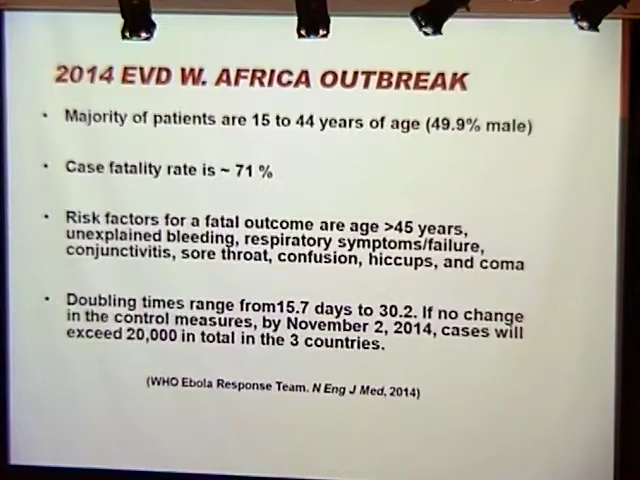 2014 EVD W. AFRICA OUTBREAK
• Majority of patients are 15 to 44 years of age (49.9% male)
• Case fatality rate is ~ 71 %
• Risk factors for a fatal outcome are age >45 years,
unexplained bleeding, respiratory symptoms/failure,
conjunctivitis, sore throat, confusion, hiccups, and coma
• Doubling times range from15.7 days to 30.2. If no change
in the control measures, by November 2, 2014, cases will
exceed 20,000 in total in the 3 countries.
(WHO Ebola Response Team. N Eng J Med, 2014)